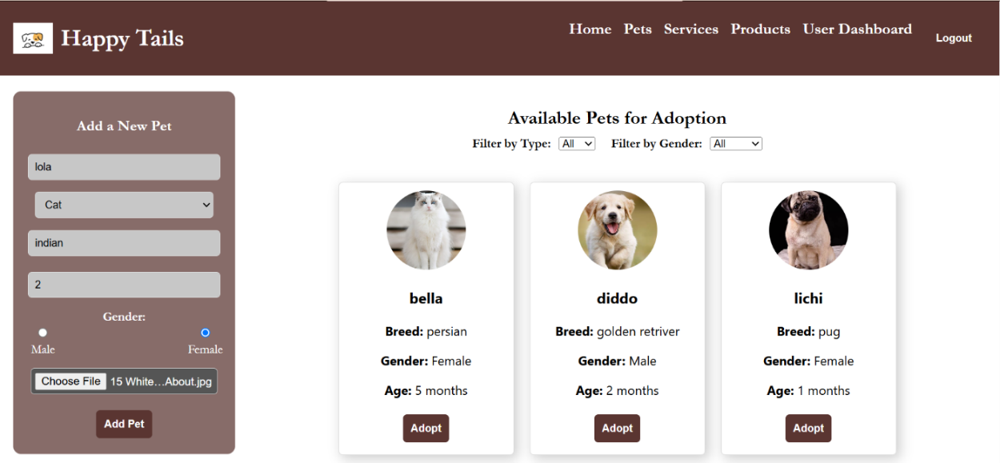 Happy Tails
Home Pets Services Products User Dashboard Logout
Add a New Pet
lola
Cat
indian
2
Gender:
Male Female
Choose File 15 White...About.jpg
Add Pet
Available Pets for Adoption
Filter by Type: All Filter by Gender: All
bella
Breed: persian
Gender: Female
Age: 5 months
Adopt
diddo
Breed: golden retriver
Gender: Male
Age: 2 months
Adopt
lichi
Breed: pug
Gender: Female
Age: 1 months
Adopt